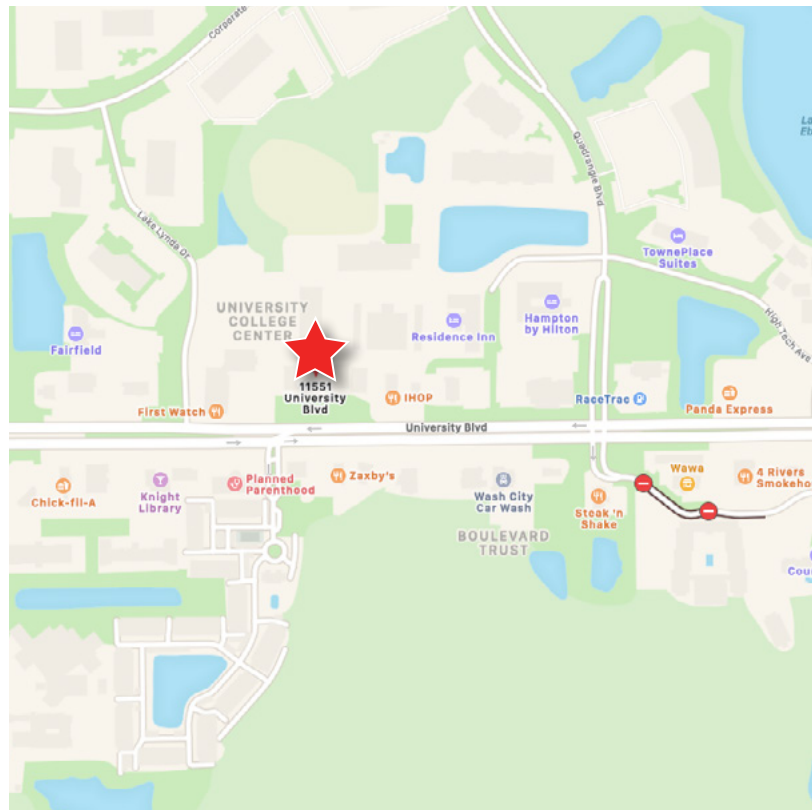 Corporate
Quadrangle Blvd
Lake Lynda Dr
TownePlace
Suites
UNIVERSITY
COLLEGE
CENTER
Hampton
by Hilton
Residence Inn
High Tech Ave
Fairfield
11551
University
Blvd
IHOP
RaceTrac
First Watch
Panda Express
University Blvd
Chick-fil-A
Knight
Library
Planned
Parenthood
Zaxby's
Wash City
Car Wash
Steak 'n
Shake
Wawa
4 Rivers
Smokeho
BOULEVARD
TRUST
Cou